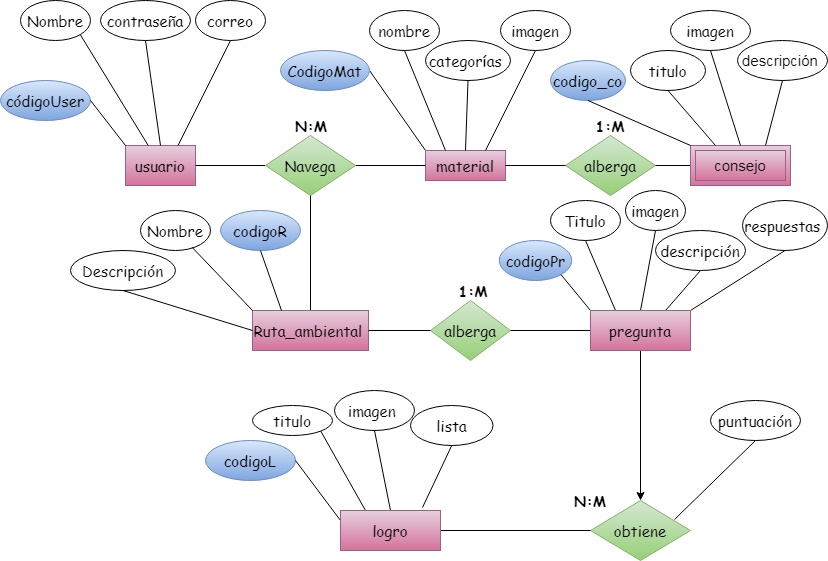 Nombre
contraseña
correo
códigoUser
usuario
N:M
Navega
nombre
imagen
CodigoMat
categorías
material
1:M
alberga
imagen
titulo
descripción
codigo_co
consejo
Nombre
codigoR
Descripción
Ruta_ambiental
1:M
alberga
Titulo
imagen
respuestas
descripción
codigoPr
pregunta
titulo
imagen
lista
codigoL
logro
N:M
obtiene
puntuación